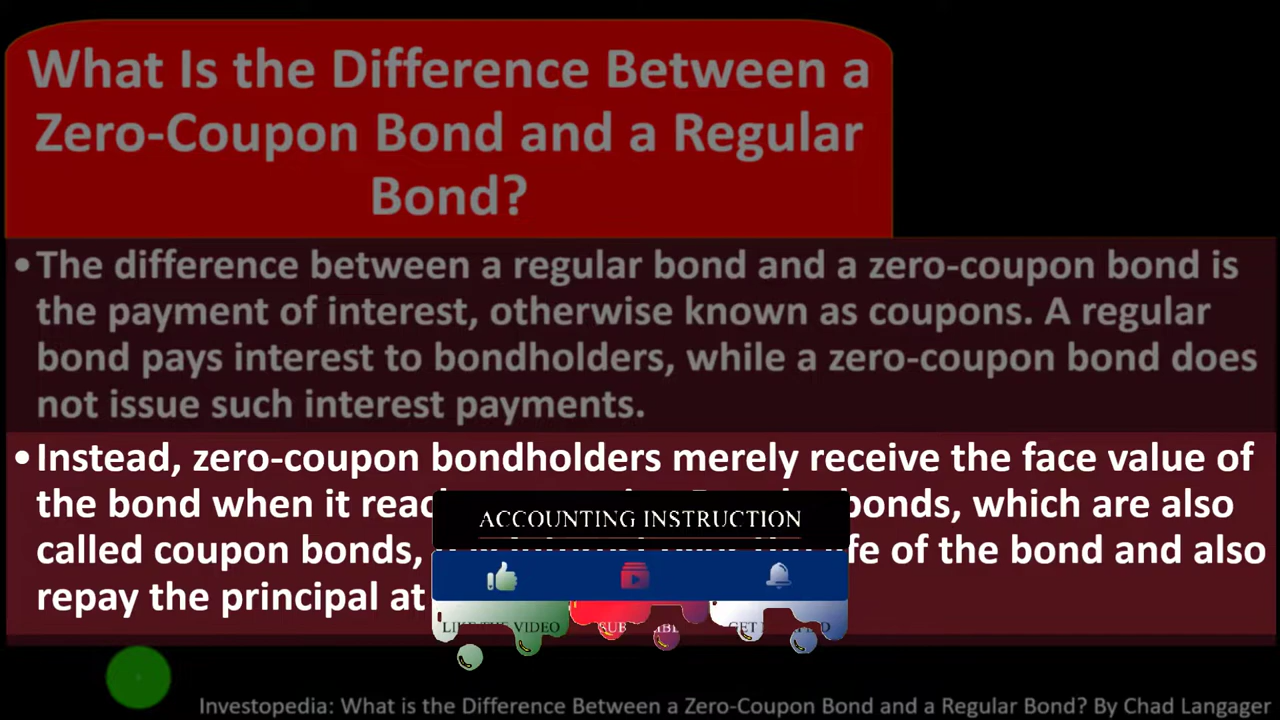 What Is the Difference Between a
Zero-Coupon Bond and a Regular
Bond?
•The difference between a regular bond and a zero-coupon bond is
the payment of interest, otherwise known as coupons. A regular
bond pays interest to bondholders, while a zero-coupon bond does
not issue such interest payments.
•Instead, zero-coupon bondholders merely receive the face value of
the bond when it bonds, which are also
called coupon bonds, of the bond and also
repay the principal at
ACCOUNTING INSTRUCTION
LIKE THE VIDEO
Investopedia: What is the Difference Between a Zero-Coupon Bond and a Regular Bond? By Chad Langager